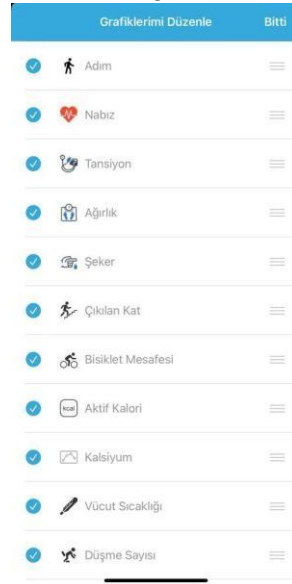 Grafiklerimi Düzenle Bitti
Adım
Nabız
Tansiyon
Ağırlık
Şeker
Çıkılan Kat
Bisiklet Mesafesi
kcal Aktif Kalori
Kalsiyum
Vücut Sıcaklığı
Düşme Sayısı